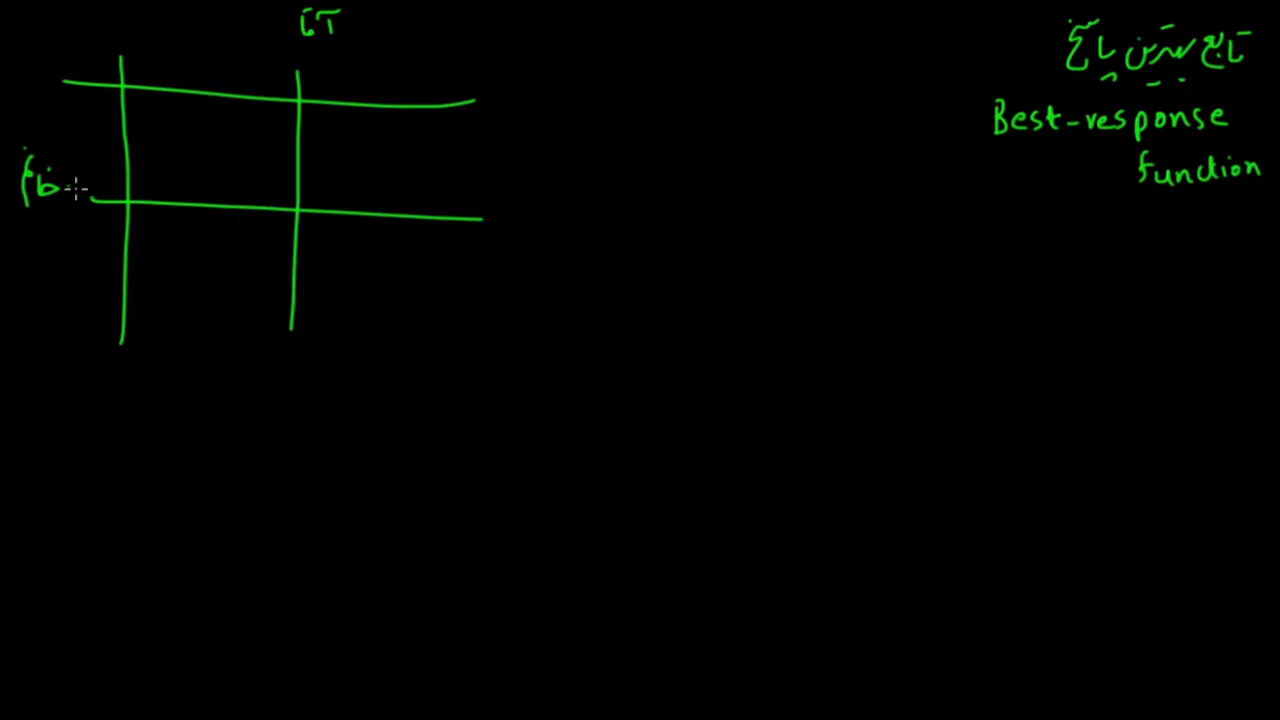 آقا
خانم
تابع بهترین پاسخ
Best-response
function